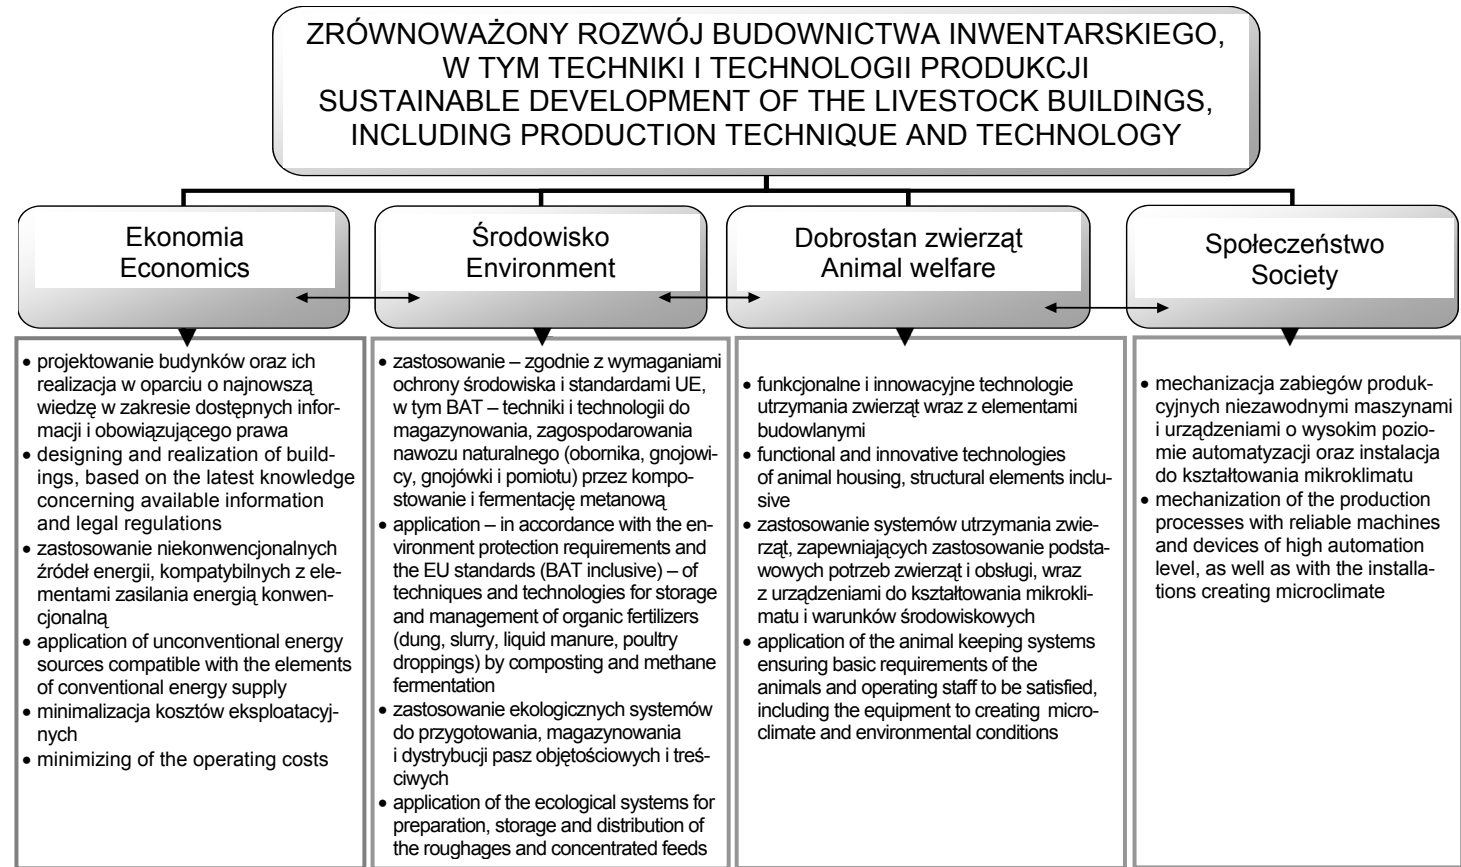 ZRÓWNOWAŻONY ROZWÓJ BUDOWNICTWA INWENTARSKIEGO,
W TYM TECHNIKI I TECHNOLOGII PRODUKCJI
SUSTAINABLE DEVELOPMENT OF THE LIVESTOCK BUILDINGS,
INCLUDING PRODUCTION TECHNIQUE AND TECHNOLOGY
Ekonomia
Economics
• projektowanie budynków oraz ich
realizacja w oparciu o najnowszą
wiedzę w zakresie dostępnych infor-
macji i obowiązującego prawa
• designing and realization of build-
ings, based on the latest knowledge
concerning available information
and legal regulations
• zastosowanie niekonwencjonalnych
źródeł energii, kompatybilnych z ele-
mentami zasilania energią konwen-
cjonalną
• application of unconventional energy
sources compatible with the elements
of conventional energy supply
• minimalizacja kosztów eksploatacyj-
nych
• minimizing of the operating costs
Środowisko
Environment
• zastosowanie – zgodnie z wymaganiami
ochrony środowiska i standardami UE,
w tym BAT – techniki i technologii do
magazynowania, zagospodarowania
nawozu naturalnego (obornika, gnojowi-
cy, gnojówki i pomiotu) przez kompo-
stowanie i fermentację metanową
• application – in accordance with the en-
vironment protection requirements and
the EU standards (BAT inclusive) – of
techniques and technologies for storage
and management of organic fertilizers
(dung, slurry, liquid manure, poultry
droppings) by composting and methane
fermentation
• zastosowanie ekologicznych systemów
do przygotowania, magazynowania
i dystrybucji pasz objętościowych i treś-
ciwych
• application of the ecological systems for
preparation, storage and distribution of
the roughages and concentrated feeds
Dobrostan zwierząt
Animal welfare
• funkcjonalne i innowacyjne technologie
utrzymania zwierząt wraz z elementami
budowlanymi
• functional and innovative technologies
of animal housing, structural elements inclu-
sive
• zastosowanie systemów utrzymania zwie-
rząt, zapewniających zastosowanie podsta-
wowych potrzeb zwierząt i obsługi, wraz
z urządzeniami do kształtowania mikrokli-
matu i warunków środowiskowych
• application of the animal keeping systems
ensuring basic requirements of the
animals and operating staff to be satisfied,
including the equipment to creating micro-
climate and environmental conditions
Społeczeństwo
Society
• mechanizacja zabiegów produk-
cyjnych niezawodnymi maszynami
i urządzeniami o wysokim pozio-
mie automatyzacji oraz instalacja
do kształtowania mikroklimatu
• mechanization of the production
processes with reliable machines
and devices of high automation
level, as well as with the installa-
tions creating microclimate